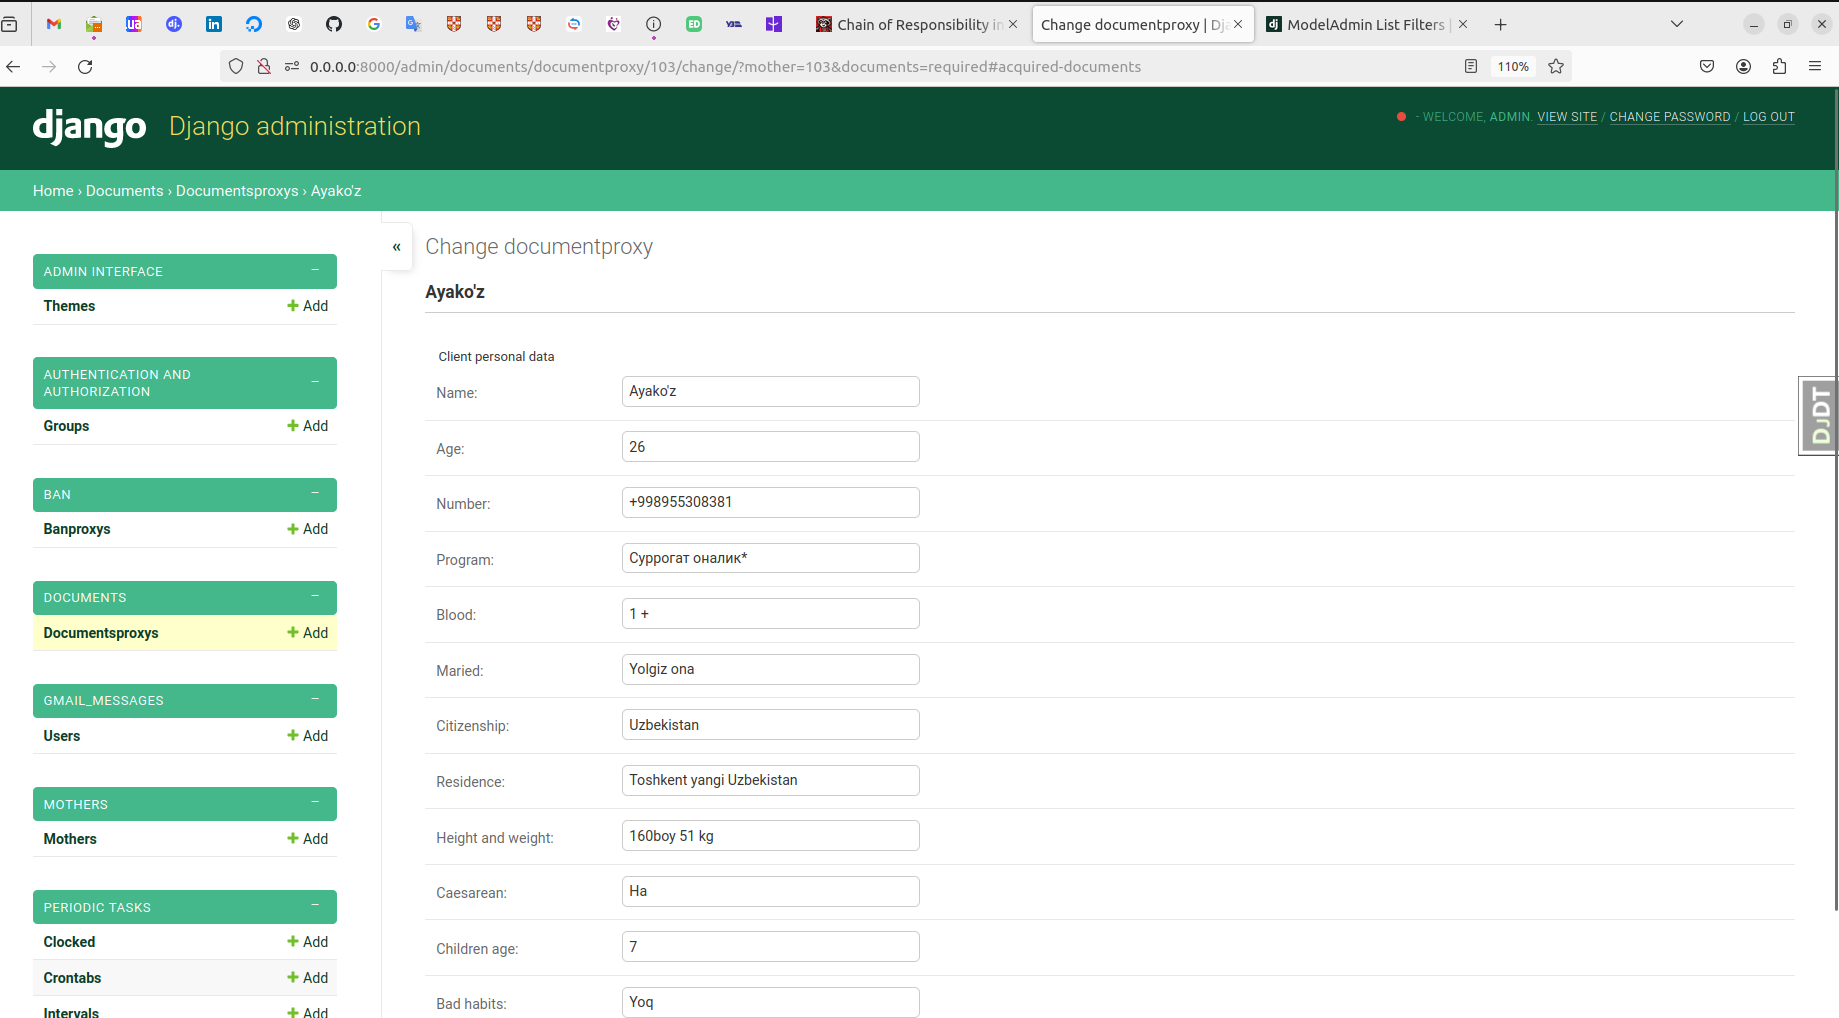 Chain of Responsibility in
Change documentproxy | Dja
ModelAdmin List Filters |
0.0.0.0:8000/admin/documents/documentproxy/103/change/?mother=103&documents=required#acquired-documents
110%
django
Django administration
- WELCOME, ADMIN. VIEW SITE / CHANGE PASSWORD / LOG OUT
Home › Documents › Documentsproxys › Ayako'z
«
ADMIN INTERFACE
Themes
Add
AUTHENTICATION AND
AUTHORIZATION
Groups
Add
BAN
Banproxys
Add
DOCUMENTS
Documentsproxys
Add
GMAIL_MESSAGES
Users
Add
MOTHERS
Mothers
Add
PERIODIC TASKS
Clocked
Add
Crontabs
Add
Intervals
Add
Change documentproxy
Ayako'z
Client personal data
Name:
Ayako'z
Age:
26
Number:
+998955308381
Program:
Суррогат оналик*
Blood:
1 +
Maried:
Yolgiz ona
Citizenship:
Uzbekistan
Residence:
Toshkent yangi Uzbekistan
Height and weight:
160boy 51 kg
Caesarean:
Ha
Children age:
7
Bad habits:
Yoq
DJDT